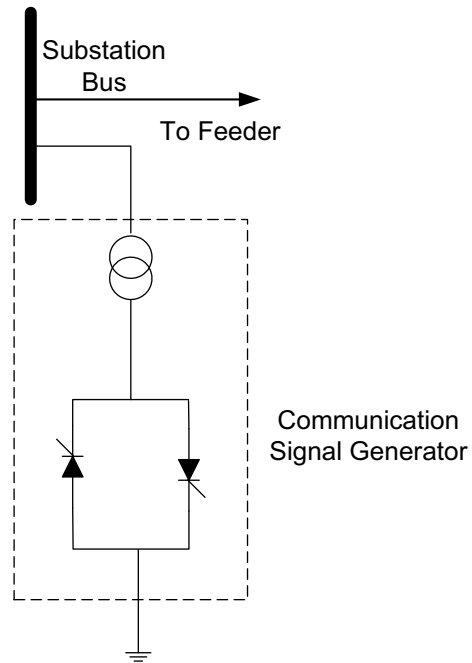 Substation
Bus
To Feeder
Communication
Signal Generator